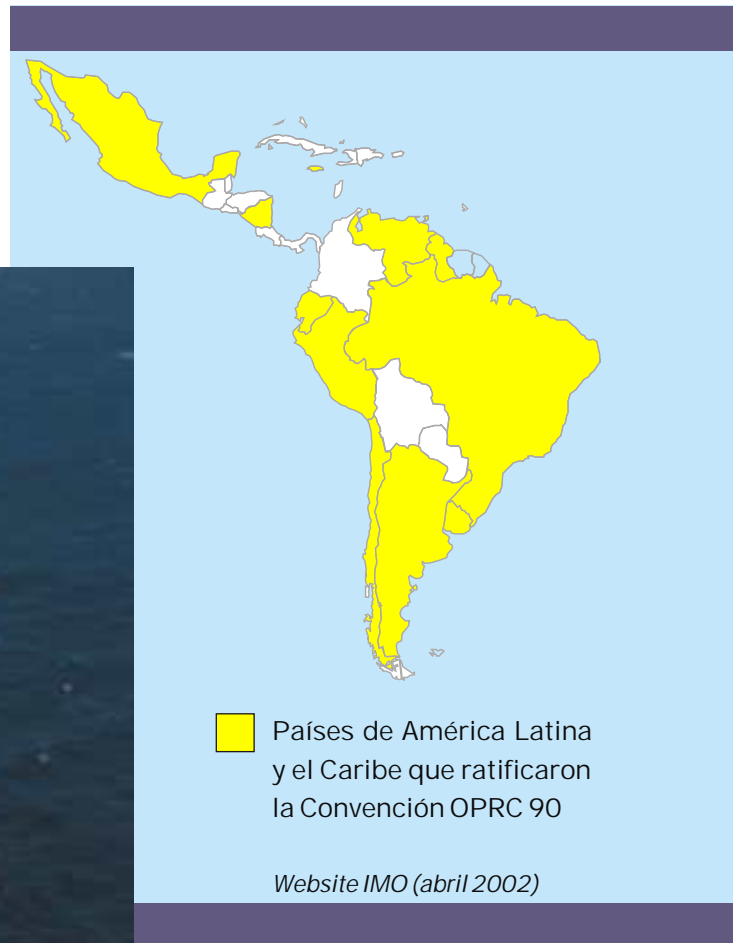 Países de América Latina
y el Caribe que ratificaron
la Convención OPRC 90
Website IMO (abril 2002)